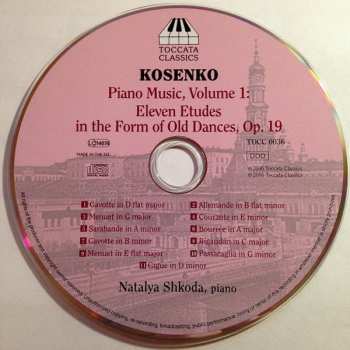 TOCCATA
CLASSICS
KOSENKO
Piano Music, Volume 1:
Eleven Etudes
in the Form of Old Dances, Op. 19
TOCC 0036
MADE IN THE
DDD
1 Gavotte in D flat major
2 Allemande in B flat minor
3 Menuet in G major
4 Courante in E minor
5 Sarabande in A minor
6 Bourrée in A major
7 Gavotte in B minor
8 Rigaudon in C major
9 Menuet in E flat major
10 Passacaglia in G minor
11 Gigue in D minor
Natalya Shkoda, piano